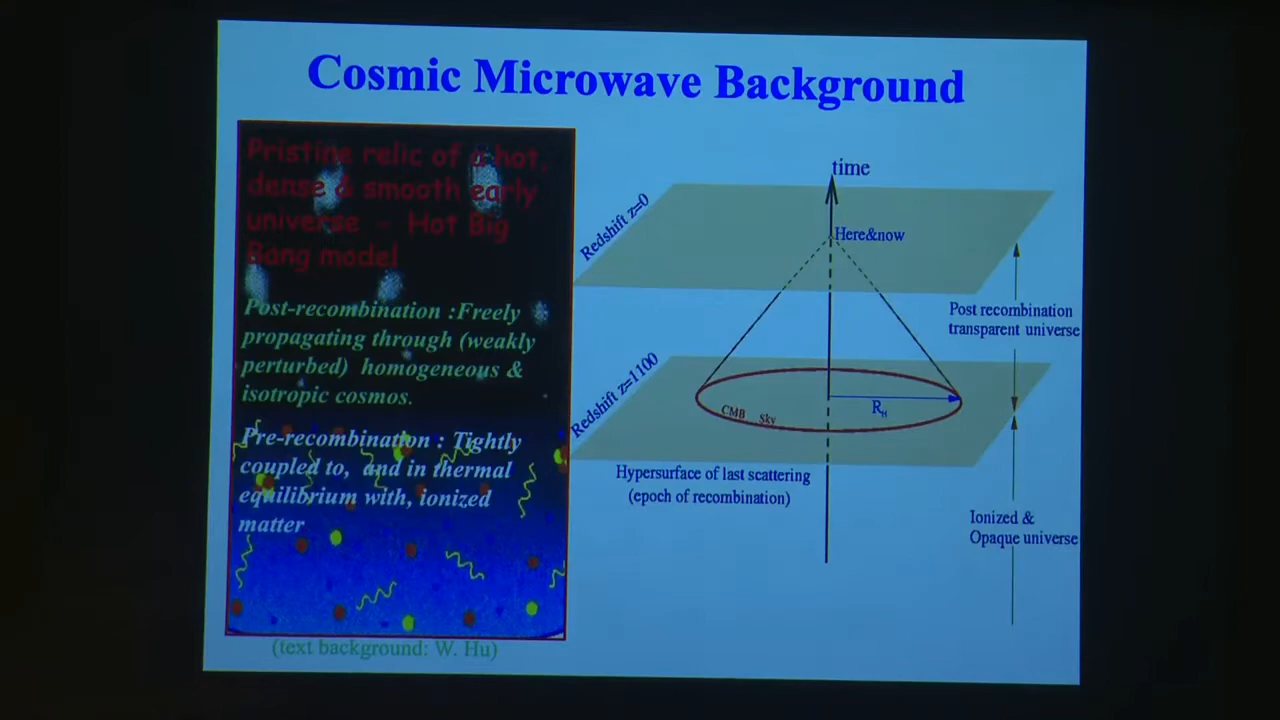 Cosmic Microwave Background
Pristine relic of a hot,
dense & smooth early
universe - Hot Big
Bang model
Post-recombination :Freely
propagating through (weakly
perturbed) homogeneous &
isotropic cosmos.
Pre-recombination : Tightly
coupled to, and in thermal
equilibrium with, ionized
matter
(text background: W. Hu)
time
Redshift z=0
Here&now
Post recombination
transparent universe
Redshift z=1100
CMB Sky
RH
Hypersurface of last scattering
(epoch of recombination)
Ionized &
Opaque universe